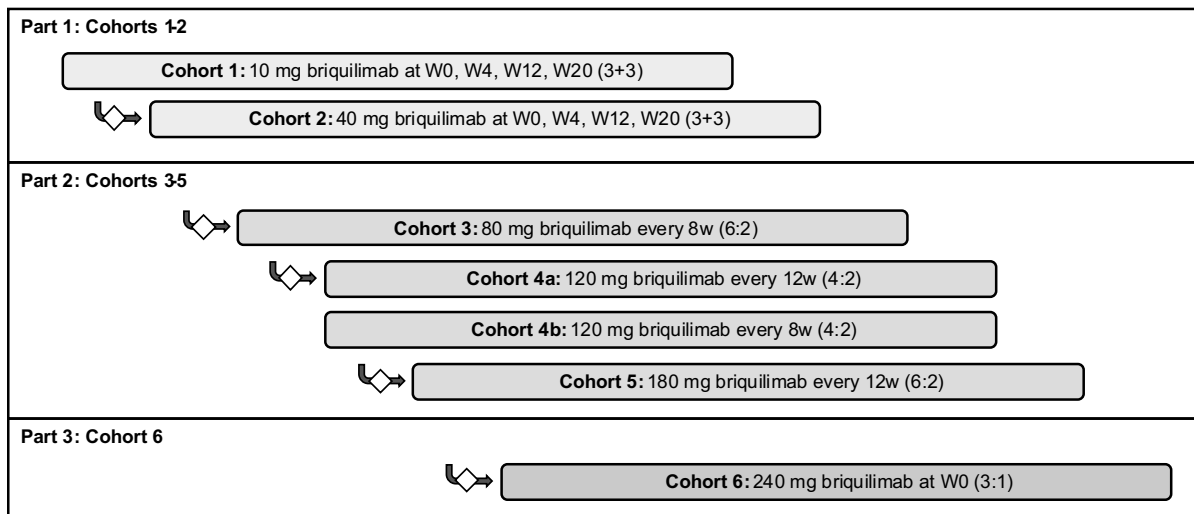 Part 1: Cohorts 1-2
Cohort 1: 10 mg briquilimab at W0, W4, W12, W20 (3+3)
Cohort 2: 40 mg briquilimab at W0, W4, W12, W20 (3+3)
Part 2: Cohorts 3-5
Cohort 3: 80 mg briquilimab every 8w (6:2)
Cohort 4a: 120 mg briquilimab every 12w (4:2)
Cohort 4b: 120 mg briquilimab every 8w (4:2)
Cohort 5: 180 mg briquilimab every 12w (6:2)
Part 3: Cohort 6
Cohort 6: 240 mg briquilimab at W0 (3:1)